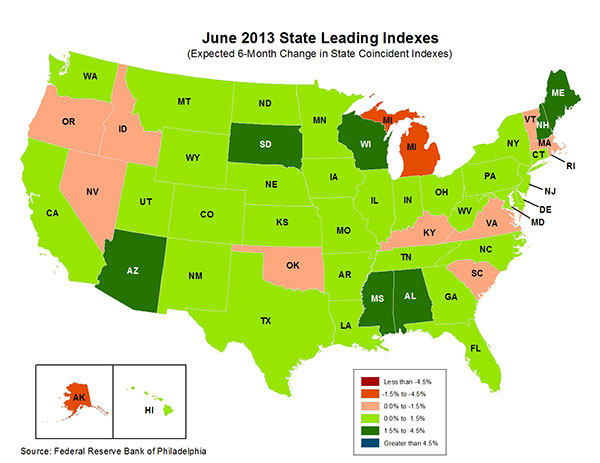 June 2013 State Leading Indexes
(Expected 6-Month Change in State Coincident Indexes)
WA
MT
ND
MN
ME
OR
ID
WY
SD
WI
MI
MI
VT
NH
NY
MA
CT
RI
NV
UT
CO
NE
IA
IL
IN
OH
PA
NJ
DE
MD
CA
KS
MO
KY
WV
VA
AZ
NM
OK
AR
TN
NC
SC
TX
LA
MS
AL
GA
FL
AK
HI
Less than -4.5%
-1.5% to -4.5%
0.0% to -1.5%
0.0% to 1.5%
1.5% to 4.5%
Greater than 4.5%
Source: Federal Reserve Bank of Philadelphia